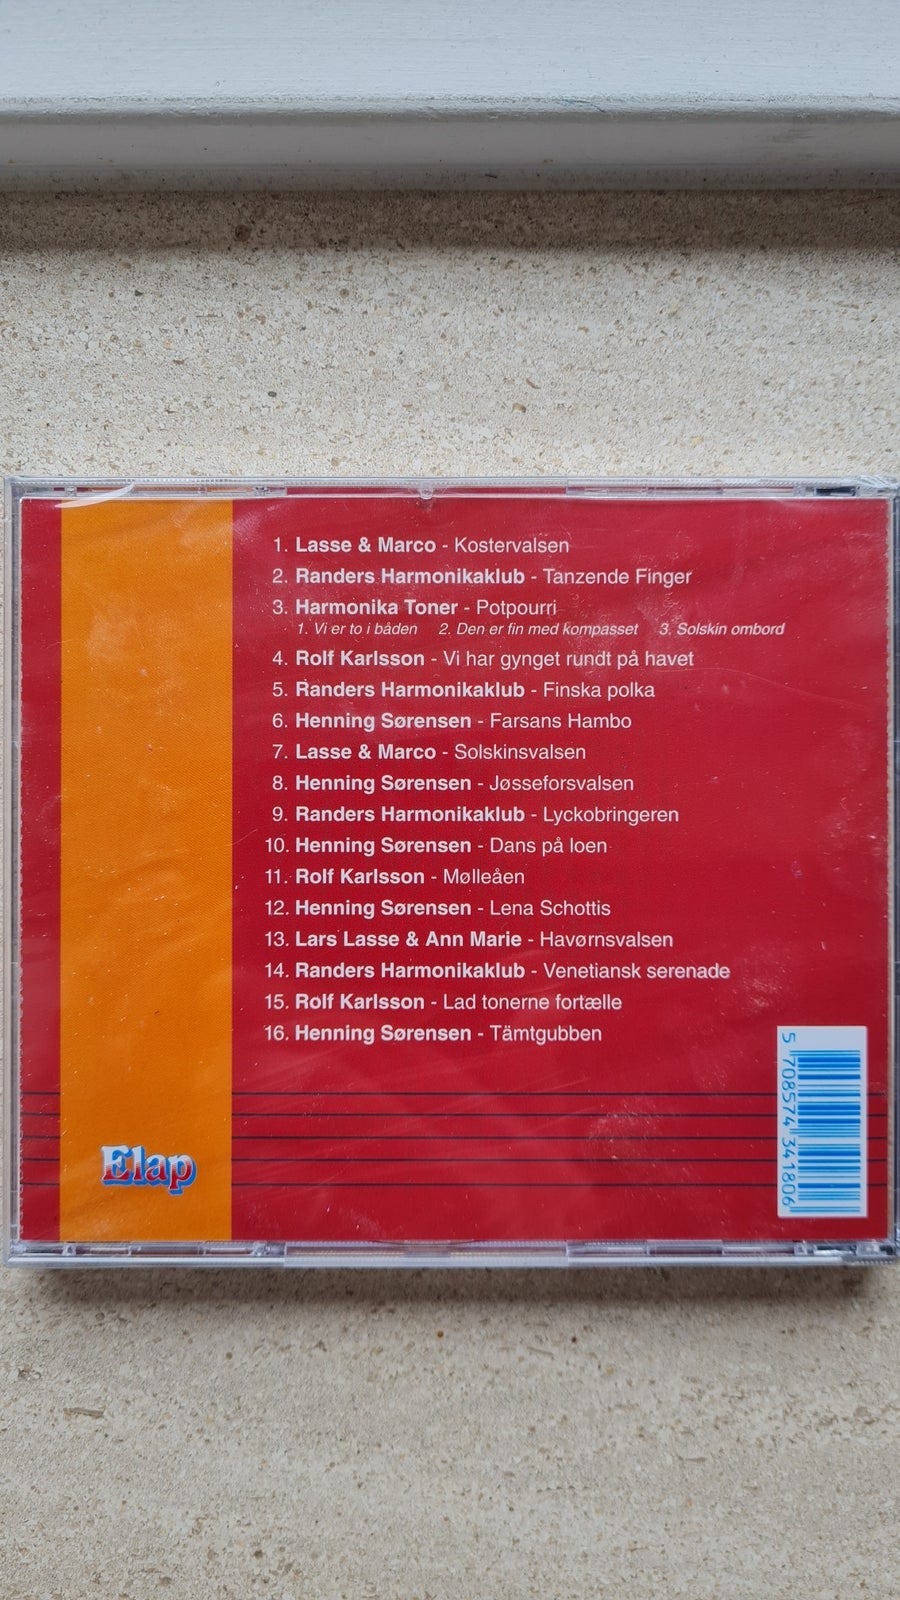 1. Lasse & Marco - Kostervalsen
2. Randers Harmonikaklub - Tanzende Finger
3. Harmonika Toner - Potpourri
1. Vi er to i båden 2. Den er fin med kompasset 3. Solskin ombord
4. Rolf Karlsson - Vi har gynget rundt på havet
5. Randers Harmonikaklub - Finska polka
6. Henning Sørensen - Farsans Hambo
7. Lasse & Marco - Solskinsvalsen
8. Henning Sørensen - Jøsseforsvalsen
9. Randers Harmonikaklub - Lyckobringeren
10. Henning Sørensen - Dans på loen
11. Rolf Karlsson - Mølleåen
12. Henning Sørensen - Lena Schottis
13. Lars Lasse & Ann Marie - Havørnsvalsen
14. Randers Harmonikaklub - Venetiansk serenade
15. Rolf Karlsson - Lad tonerne fortælle
16. Henning Sørensen - Tämtgubben
Elap
5 708574 341806